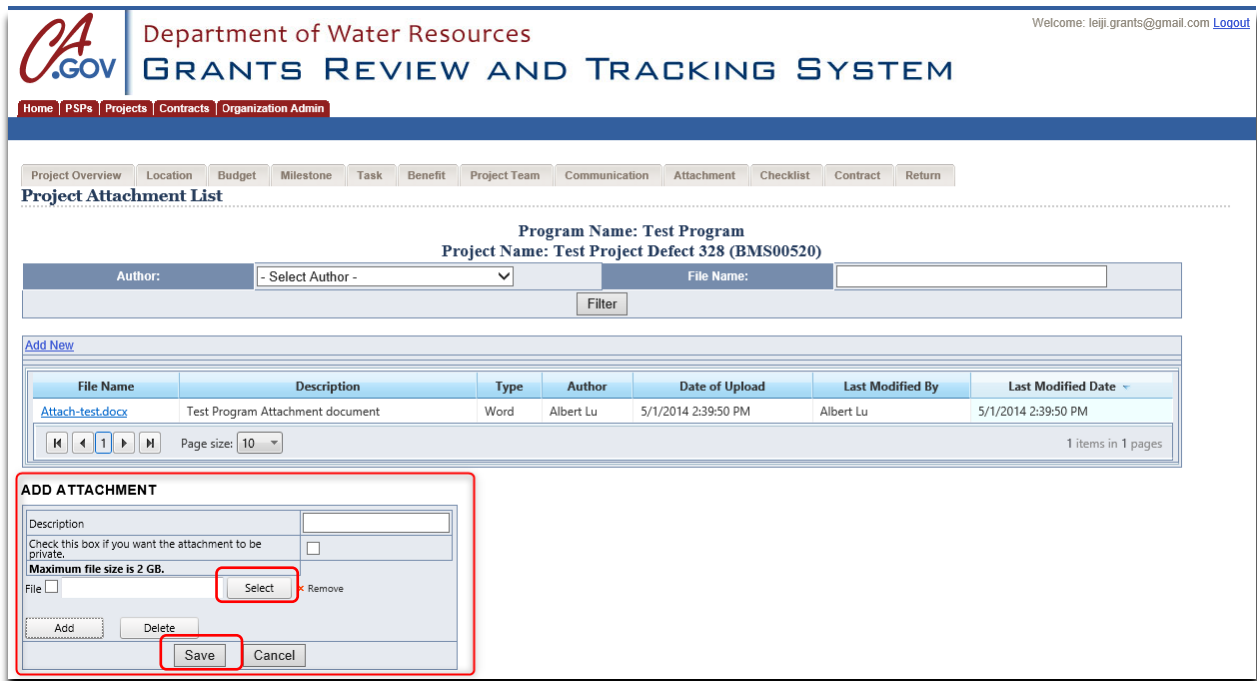 Welcome: leiji.grants@gmail.com Logout
CA
.GOV
Department of Water Resources
GRANTS REVIEW AND TRACKING SYSTEM
Home PSPs Projects Contracts Organization Admin
Project Overview Location Budget Milestone Task Benefit Project Team Communication Attachment Checklist Contract Return
Project Attachment List
Program Name: Test Program
Project Name: Test Project Defect 328 (BMS00520)
Author: - Select Author - File Name:
Filter
Add New
File Name Description Type Author Date of Upload Last Modified By Last Modified Date
Attach-test.docx Test Program Attachment document Word Albert Lu 5/1/2014 2:39:50 PM Albert Lu 5/1/2014 2:39:50 PM
1 Page size: 10 1 items in 1 pages
ADD ATTACHMENT
Description
Check this box if you want the attachment to be
private.
Maximum file size is 2 GB.
File Select × Remove
Add Delete
Save Cancel